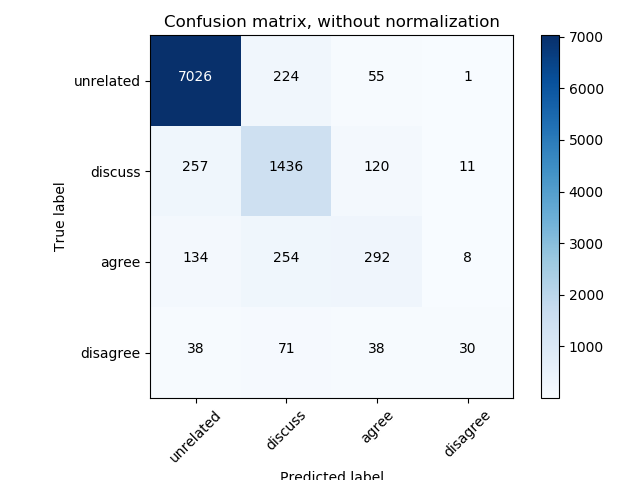 Confusion matrix, without normalization
unrelated 7026 224 55 1
discuss 257 1436 120 11
agree 134 254 292 8
disagree 38 71 38 30
unrelated discuss agree disagree
True label
Predicted label
7000
6000
5000
4000
3000
2000
1000